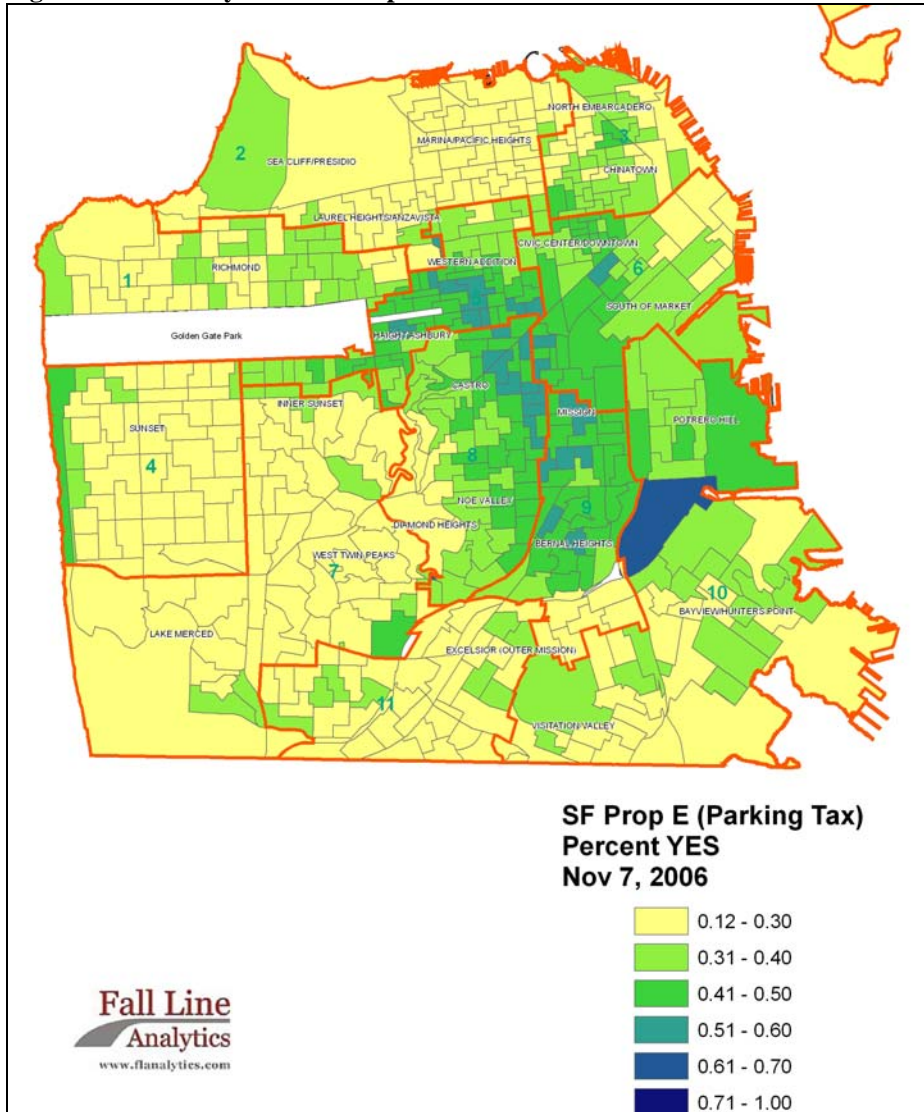 2
SEA CLIFF/PRESIDIO
MARINA/PACIFIC HEIGHTS
NORTH EMBARCADERO
3
CHINATOWN
LAUREL HEIGHTS/ANZAVISTA
1
RICHMOND
WESTERN ADDITION
CIVIC CENTER/DOWNTOWN
6
5
SOUTH OF MARKET
Golden Gate Park
HAIGHT ASHBURY
CASTRO
INNER SUNSET
MISSION
POTRERO HILL
SUNSET
4
8
NOE VALLEY
9
DIAMOND HEIGHTS
BERNAL HEIGHTS
WEST TWIN PEAKS
7
10
BAYVIEW/HUNTERS POINT
LAKE MERCED
EXCELSIOR (OUTER MISSION)
11
VISITATION VALLEY
SF Prop E (Parking Tax)
Percent YES
Nov 7, 2006
0.12 - 0.30
0.31 - 0.40
0.41 - 0.50
0.51 - 0.60
0.61 - 0.70
0.71 - 1.00
Fall Line
Analytics
www.flanalytics.com